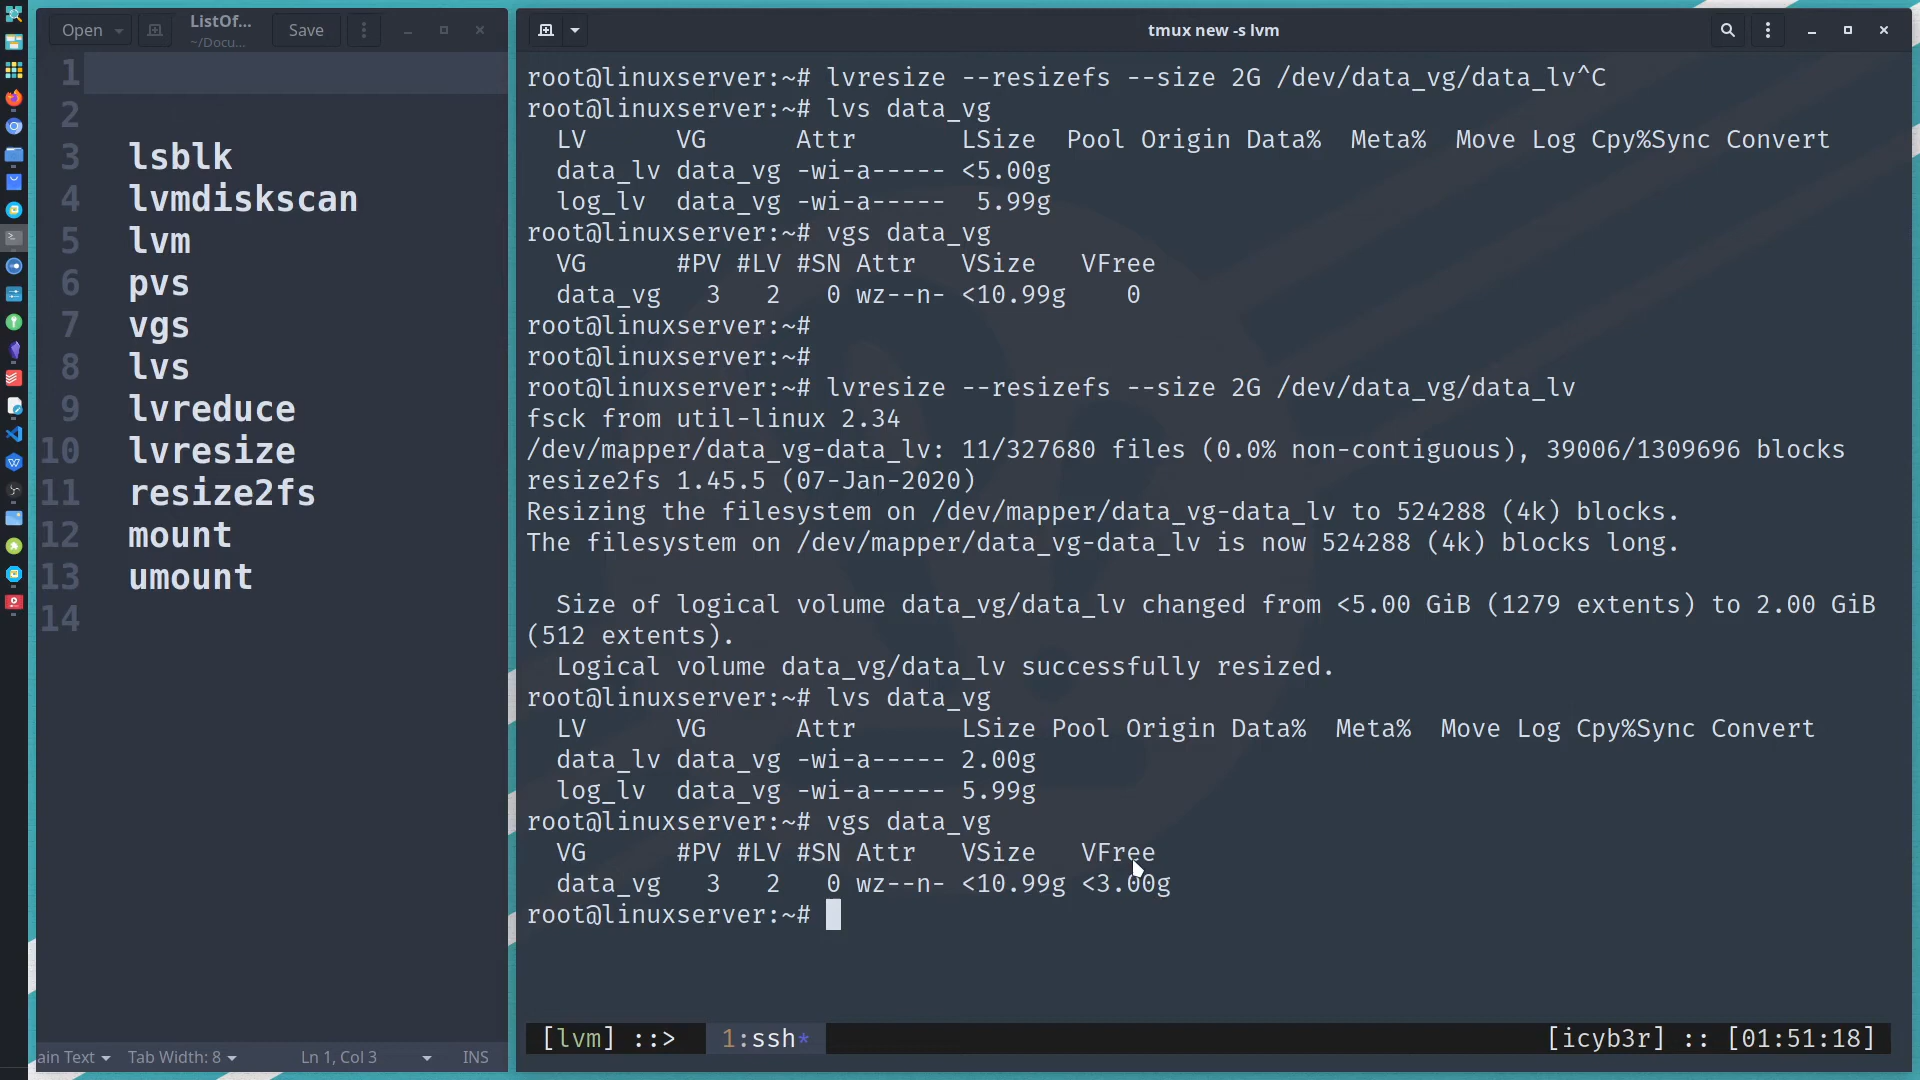 Open
ListOf...
~/Docu...
Save
1
2
3 lsblk
4 lvmdiskscan
5 lvm
6 pvs
7 vgs
8 lvs
9 lvreduce
10 lvresize
11 resize2fs
12 mount
13 umount
14
ain Text Tab Width: 8 Ln 1, Col 3 INS
tmux new -s lvm
root@linuxserver:~# lvresize --resizefs --size 2G /dev/data_vg/data_lv^C
root@linuxserver:~# lvs data_vg
LV VG Attr LSize Pool Origin Data% Meta% Move Log Cpy%Sync Convert
data_lv data_vg -wi-a----- <5.00g
log_lv data_vg -wi-a----- 5.99g
root@linuxserver:~# vgs data_vg
VG #PV #LV #SN Attr VSize VFree
data_vg 3 2 0 wz--n- <10.99g 0
root@linuxserver:~#
root@linuxserver:~#
root@linuxserver:~# lvresize --resizefs --size 2G /dev/data_vg/data_lv
fsck from util-linux 2.34
/dev/mapper/data_vg-data_lv: 11/327680 files (0.0% non-contiguous), 39006/1309696 blocks
resize2fs 1.45.5 (07-Jan-2020)
Resizing the filesystem on /dev/mapper/data_vg-data_lv to 524288 (4k) blocks.
The filesystem on /dev/mapper/data_vg-data_lv is now 524288 (4k) blocks long.
Size of logical volume data_vg/data_lv changed from <5.00 GiB (1279 extents) to 2.00 GiB
(512 extents).
Logical volume data_vg/data_lv successfully resized.
root@linuxserver:~# lvs data_vg
LV VG Attr LSize Pool Origin Data% Meta% Move Log Cpy%Sync Convert
data_lv data_vg -wi-a----- 2.00g
log_lv data_vg -wi-a----- 5.99g
root@linuxserver:~# vgs data_vg
VG #PV #LV #SN Attr VSize VFree
data_vg 3 2 0 wz--n- <10.99g <3.00g
root@linuxserver:~#
[lvm] ::> 1:ssh* [icyb3r] :: [01:51:18]